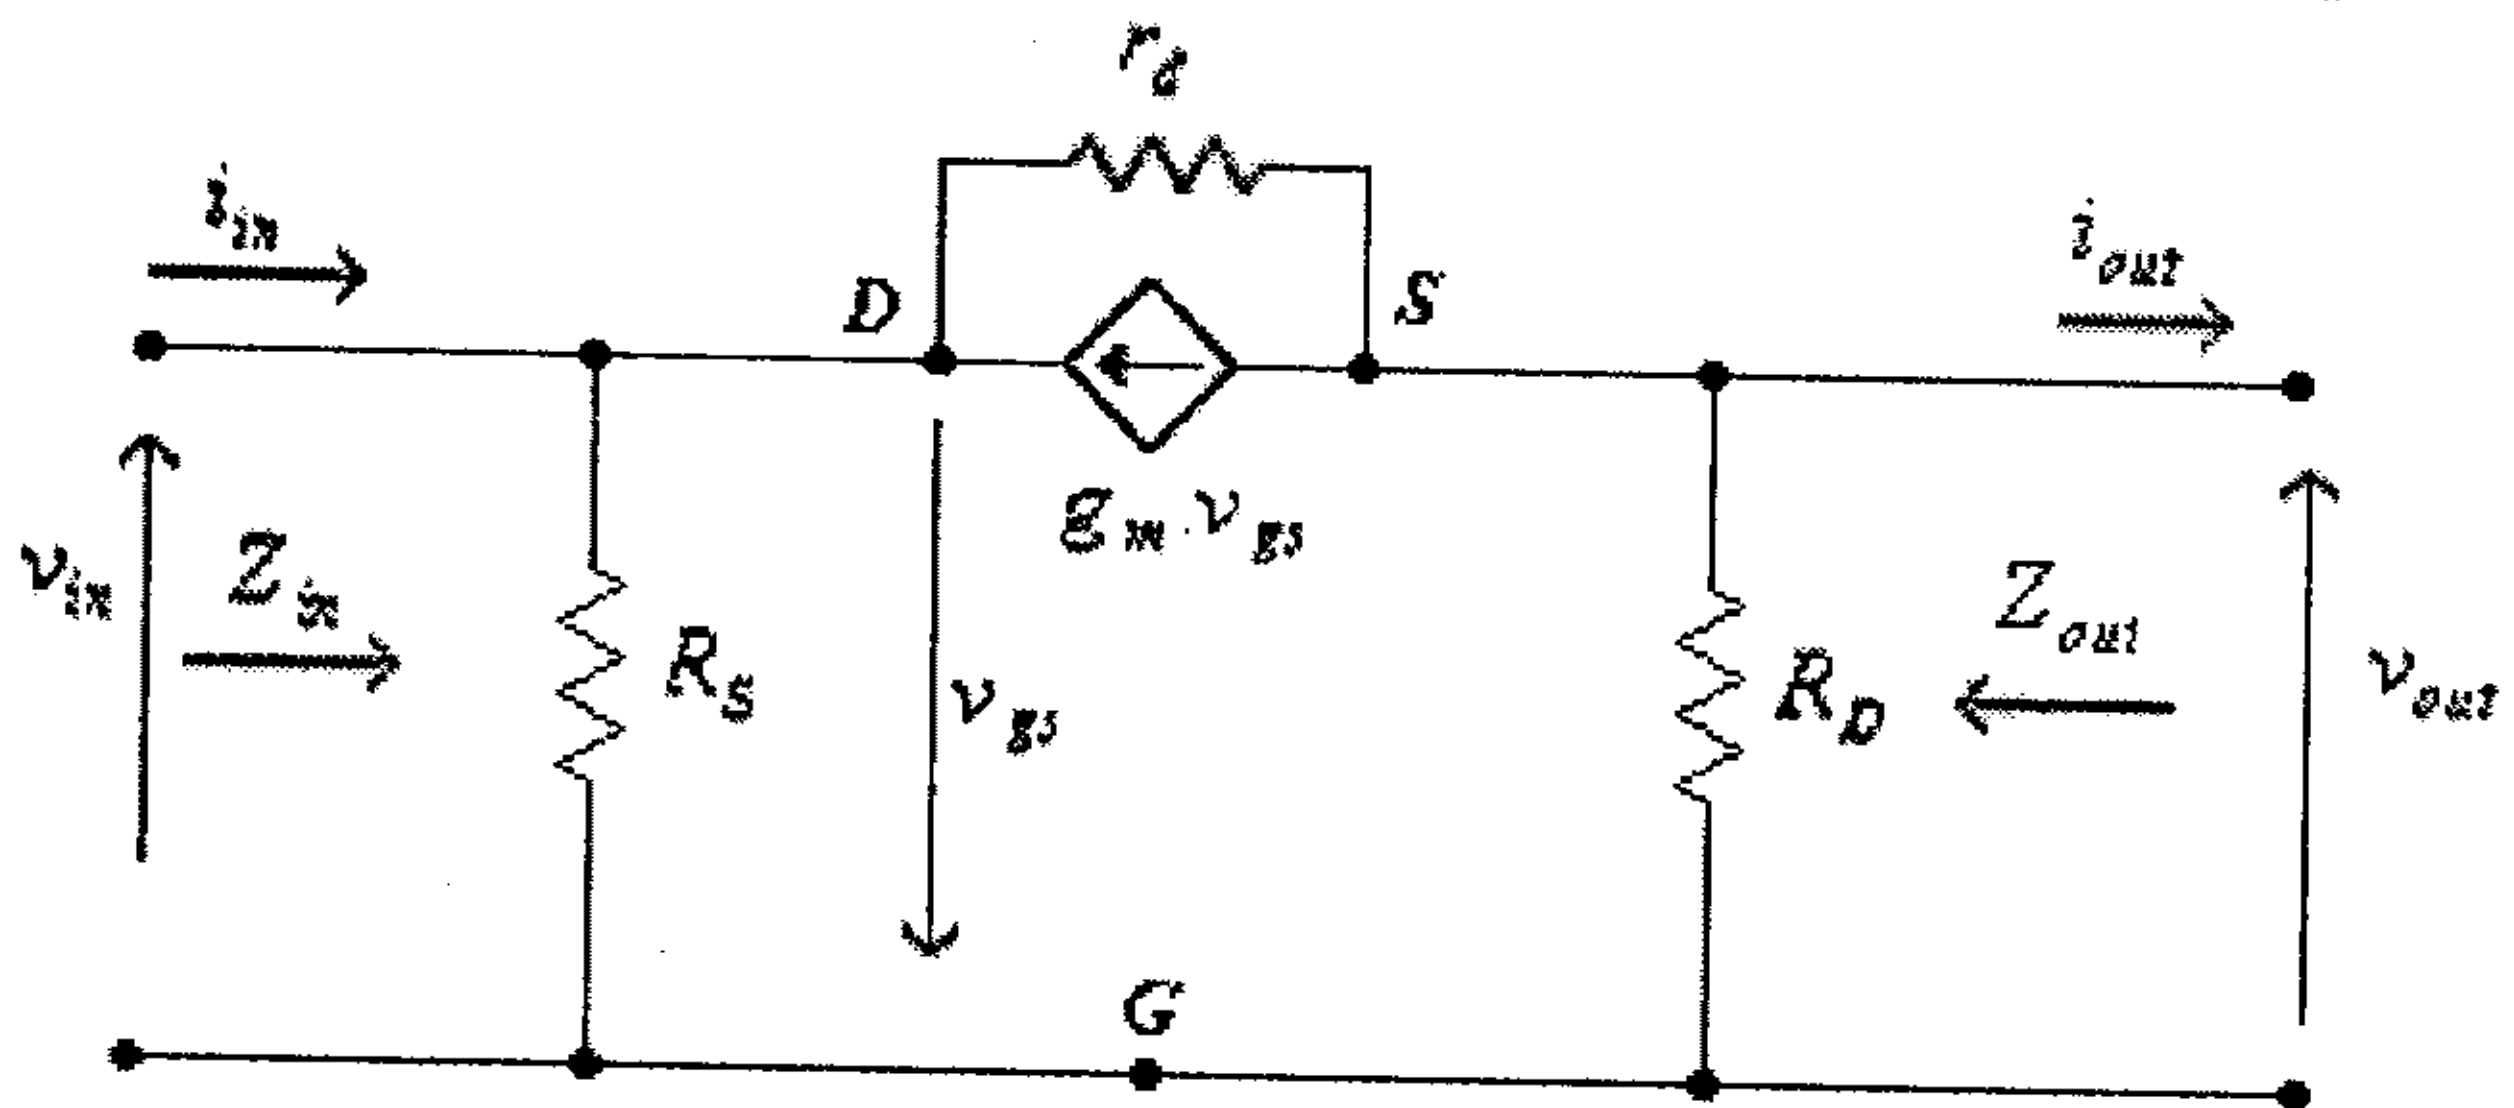 r_d
i_in
i_out
D
S
g_m . v_gs
v_in
Z_in
R_S
v_gs
R_D
Z_out
v_out
G